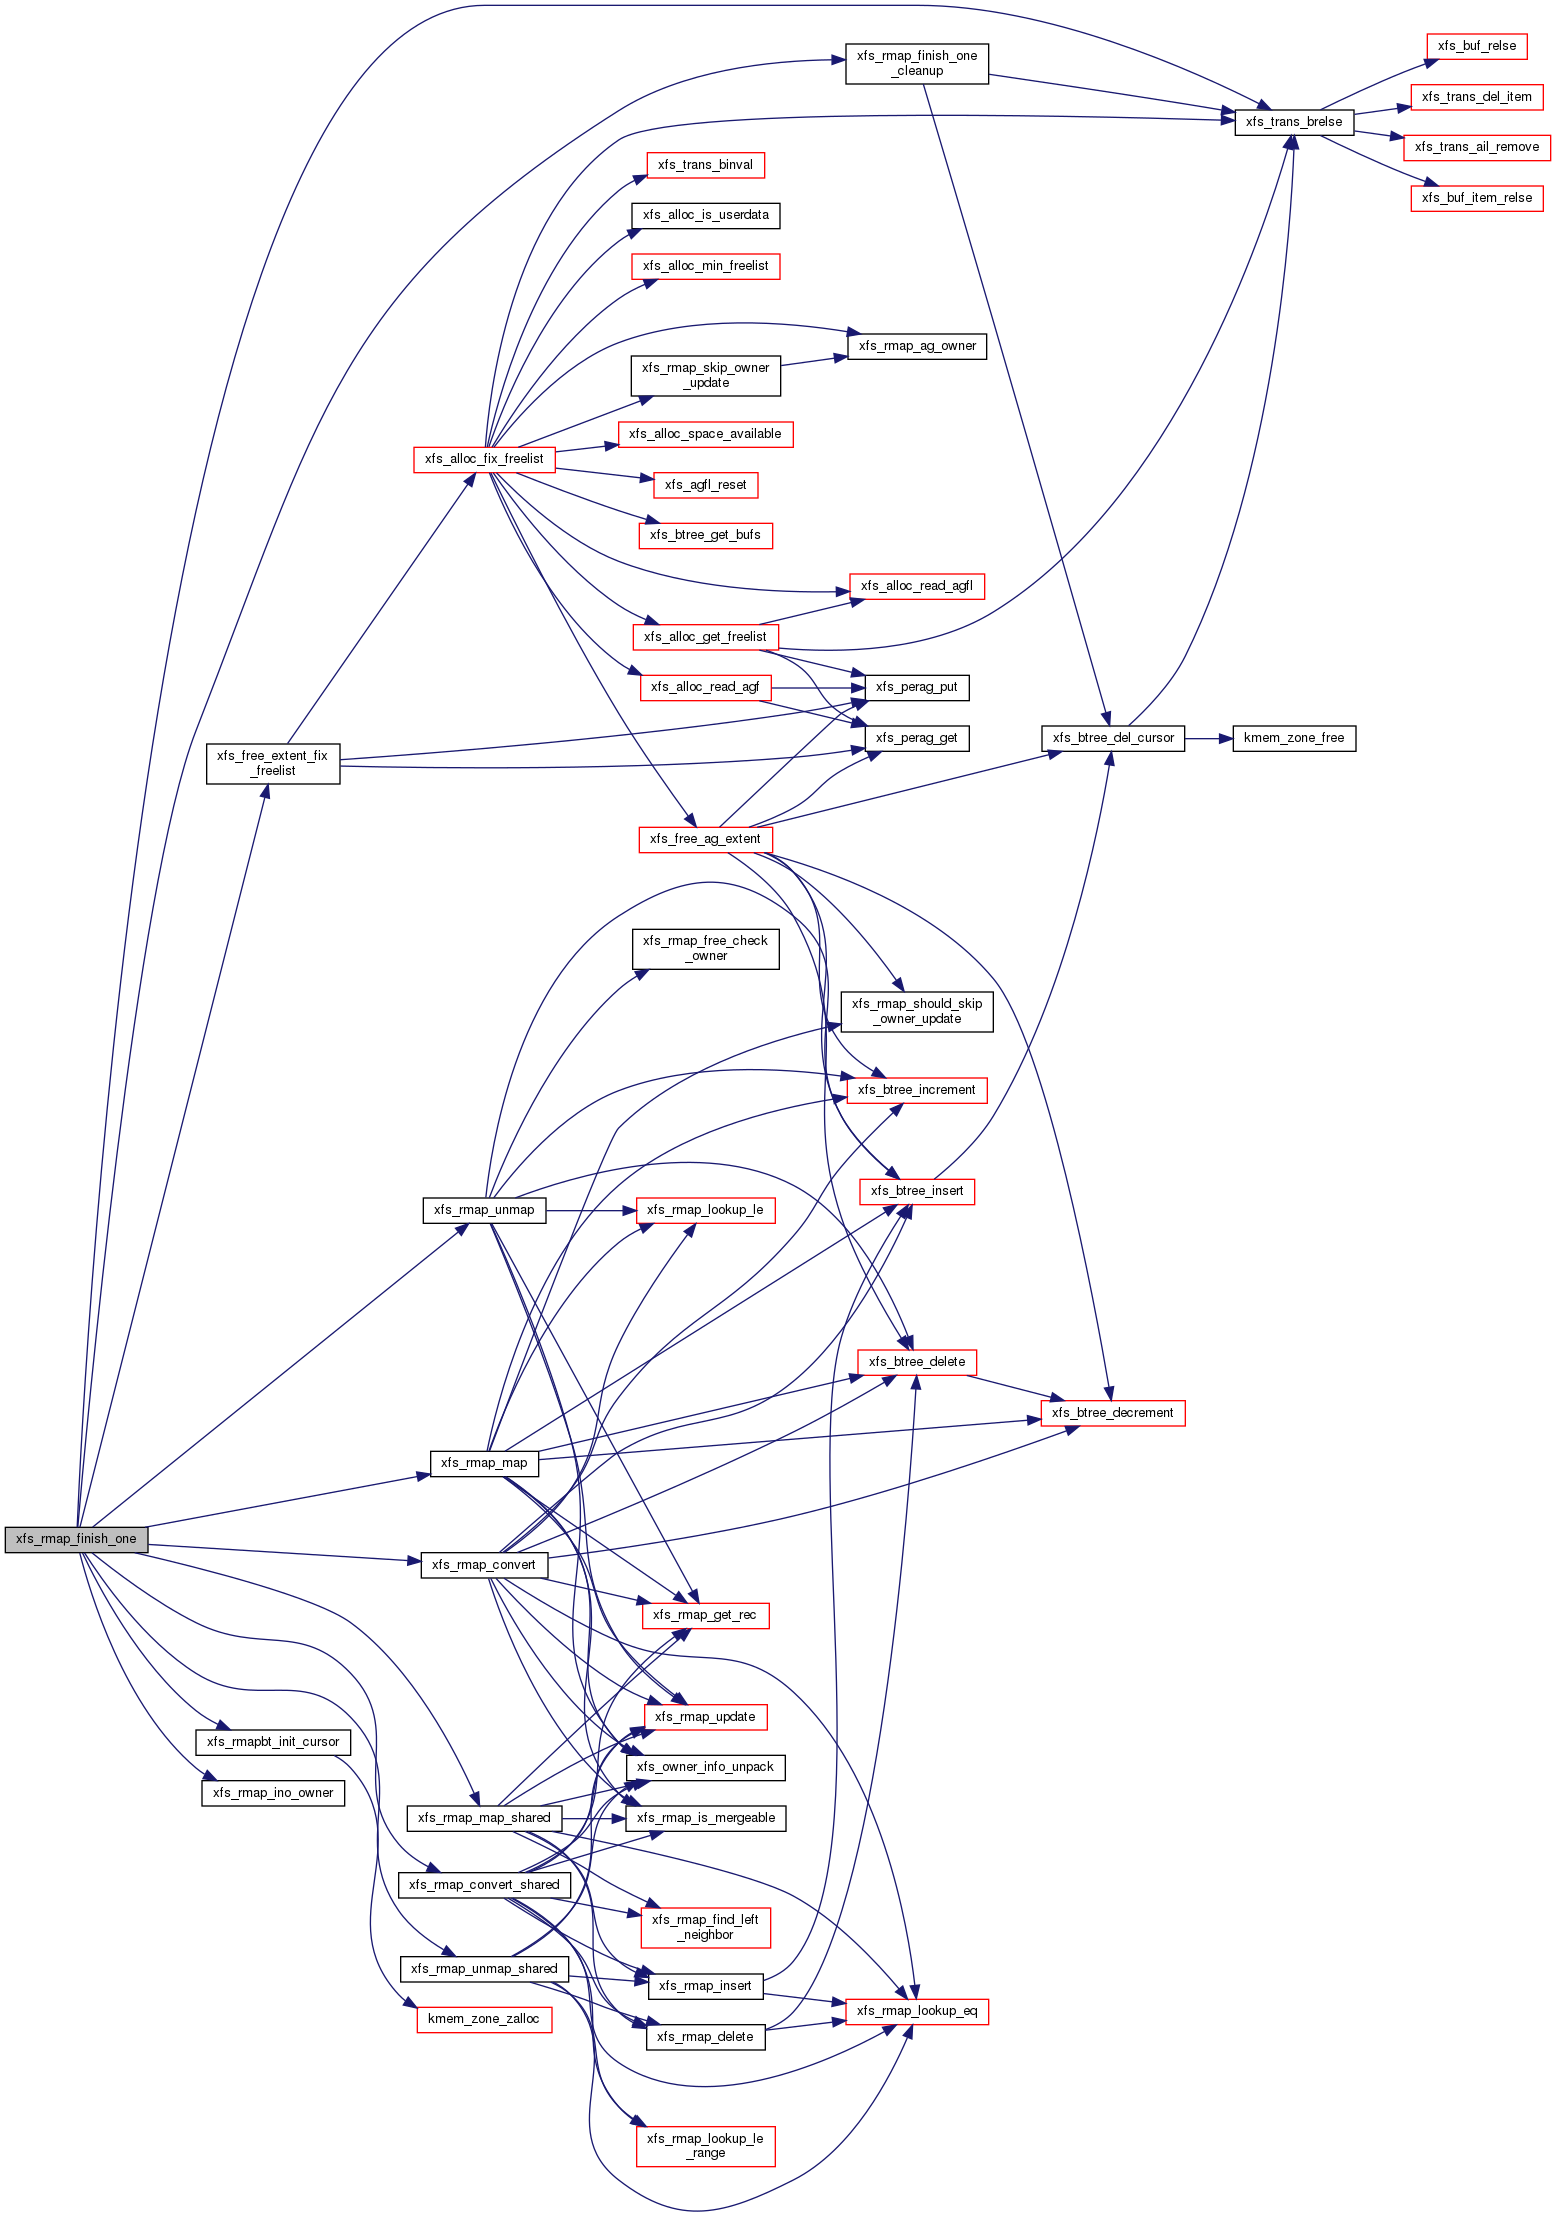 xfs_buf_relse
xfs_rmap_finish_one
_cleanup
xfs_trans_del_item
xfs_trans_brelse
xfs_trans_ail_remove
xfs_trans_binval
xfs_buf_item_relse
xfs_alloc_is_userdata
xfs_alloc_min_freelist
xfs_rmap_ag_owner
xfs_rmap_skip_owner
_update
xfs_alloc_space_available
xfs_alloc_fix_freelist
xfs_agfl_reset
xfs_btree_get_bufs
xfs_alloc_read_agfl
xfs_alloc_get_freelist
xfs_alloc_read_agf
xfs_perag_put
xfs_perag_get
xfs_btree_del_cursor
kmem_zone_free
xfs_free_extent_fix
_freelist
xfs_free_ag_extent
xfs_rmap_free_check
_owner
xfs_rmap_should_skip
_owner_update
xfs_btree_increment
xfs_btree_insert
xfs_rmap_unmap
xfs_rmap_lookup_le
xfs_btree_delete
xfs_btree_decrement
xfs_rmap_map
xfs_rmap_finish_one
xfs_rmap_convert
xfs_rmap_get_rec
xfs_rmap_update
xfs_rmapbt_init_cursor
xfs_owner_info_unpack
xfs_rmap_ino_owner
xfs_rmap_map_shared
xfs_rmap_is_mergeable
xfs_rmap_convert_shared
xfs_rmap_find_left
_neighbor
xfs_rmap_unmap_shared
xfs_rmap_insert
xfs_rmap_lookup_eq
kmem_zone_zalloc
xfs_rmap_delete
xfs_rmap_lookup_le
_range